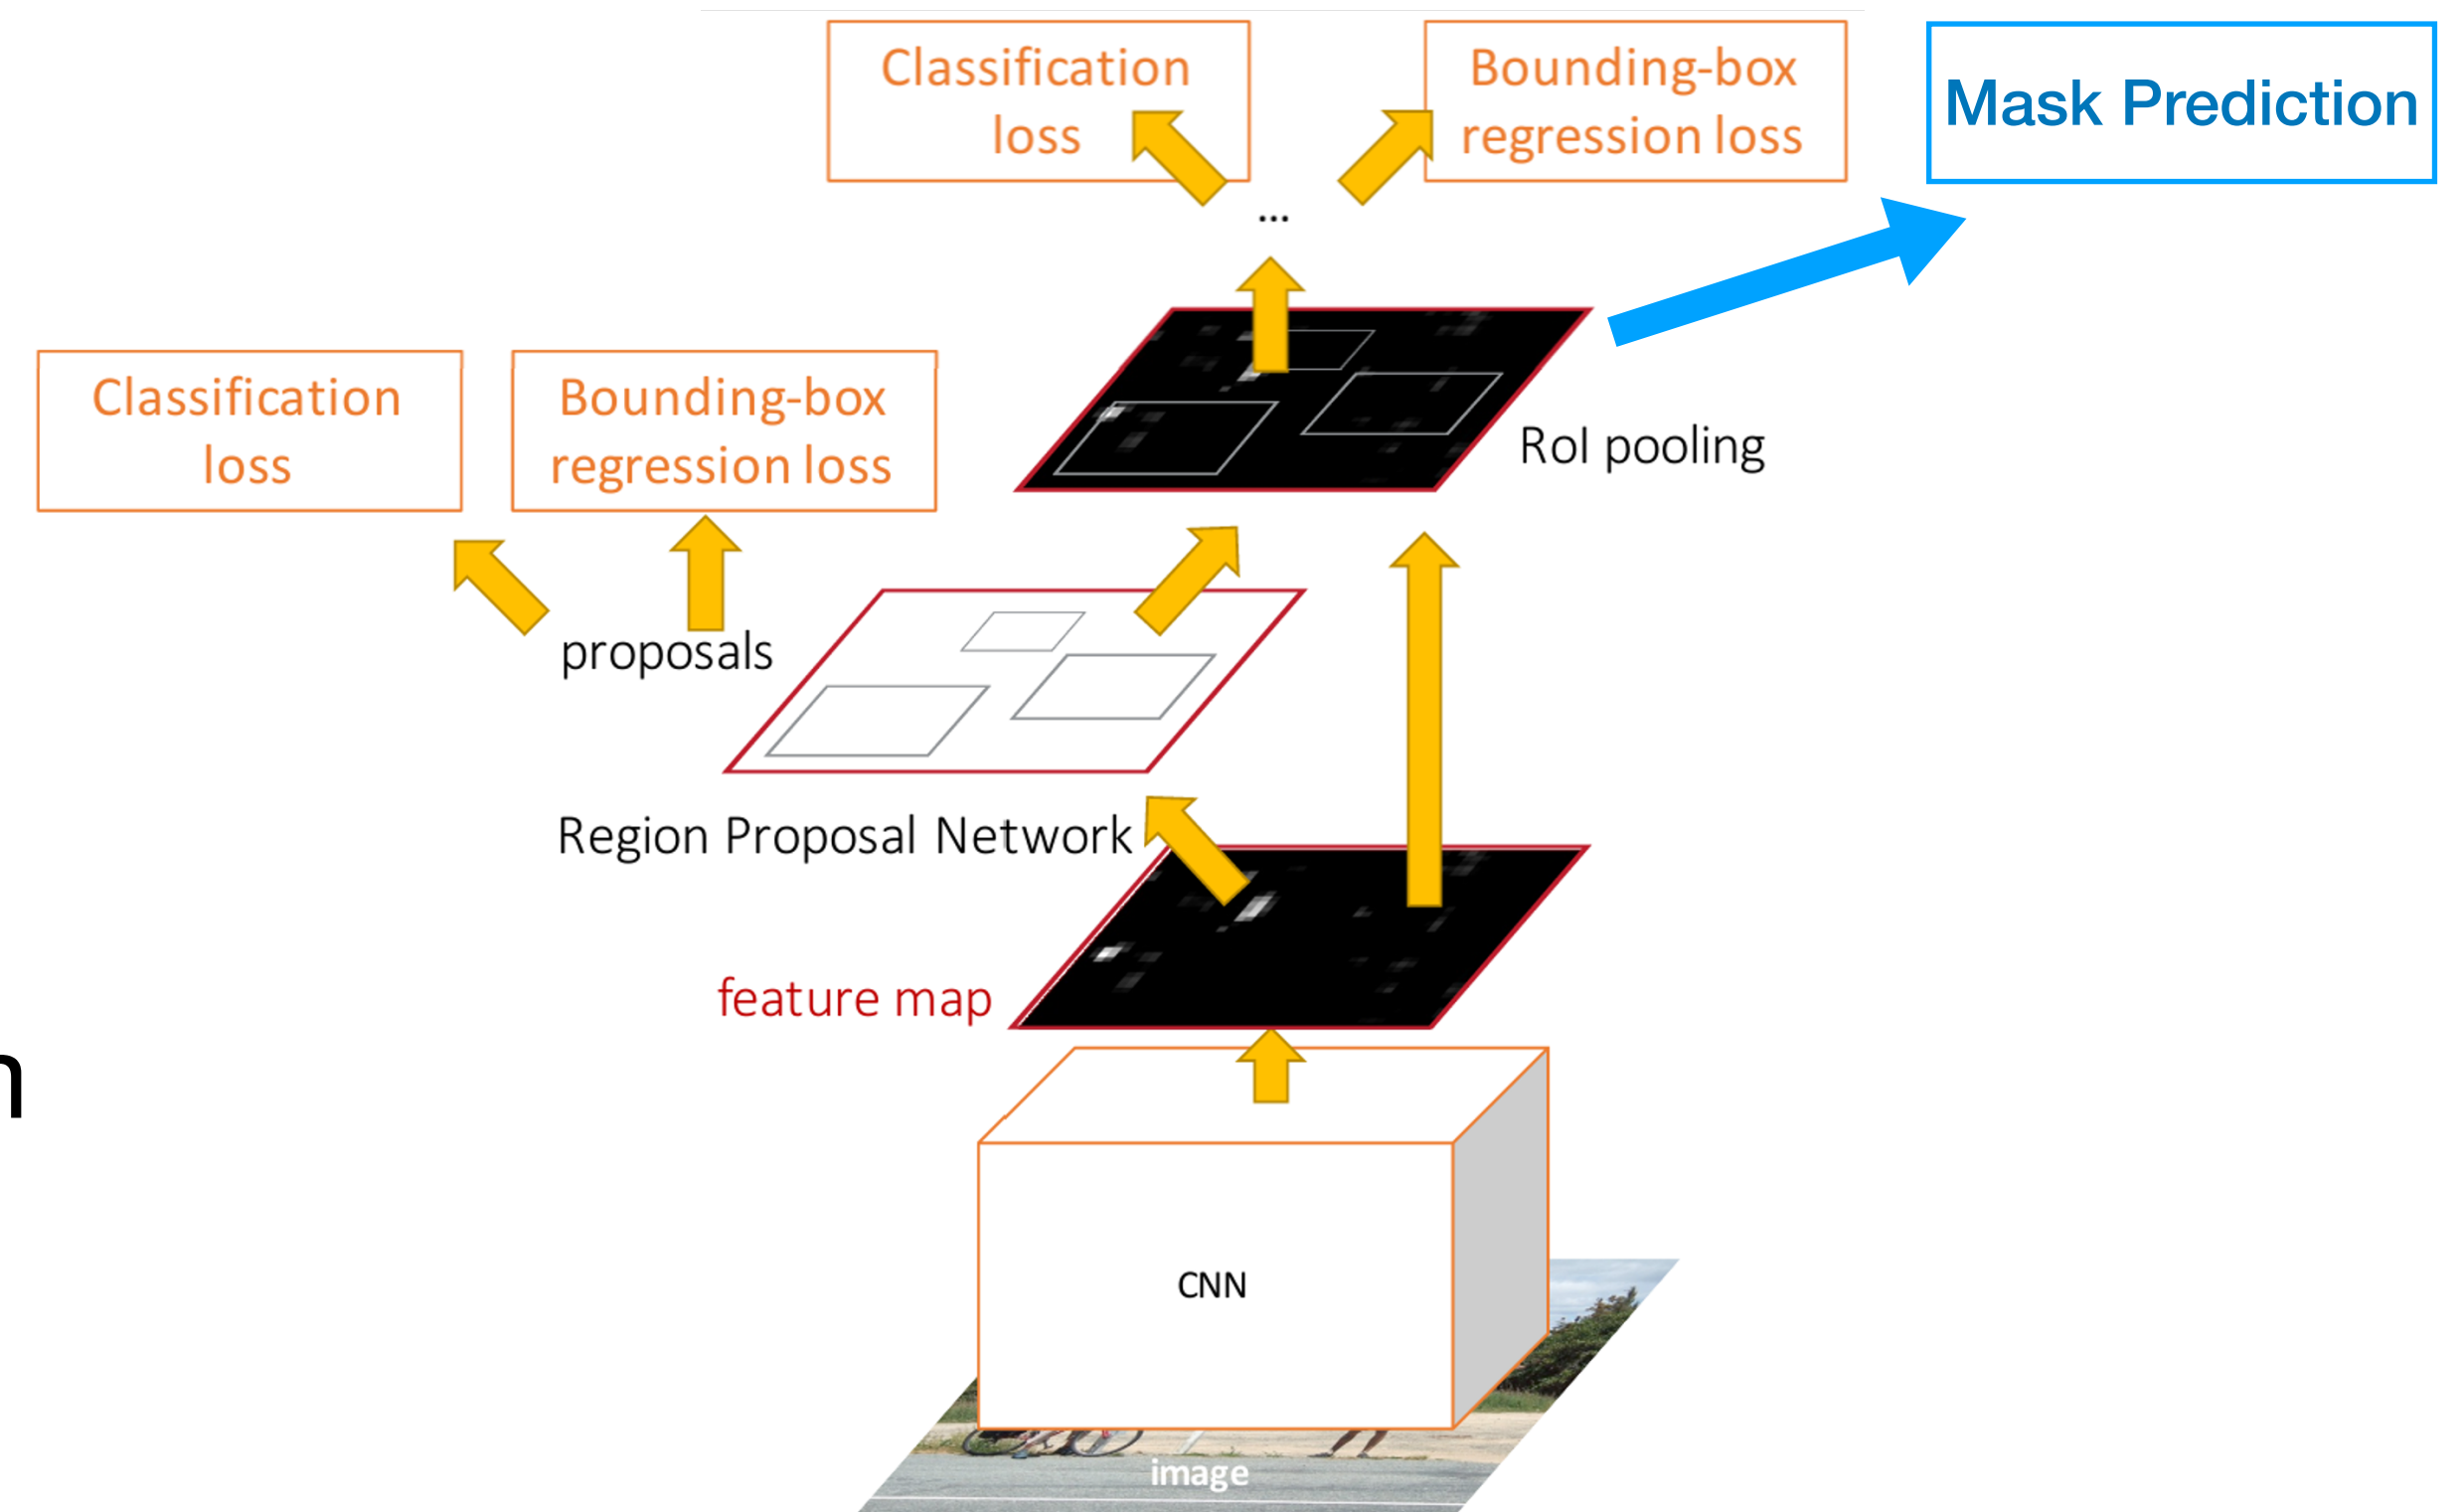 Classification
loss
Bounding-box
regression loss
Mask Prediction
...
Classification
loss
Bounding-box
regression loss
RoI pooling
proposals
Region Proposal Network
feature map
n
CNN
image